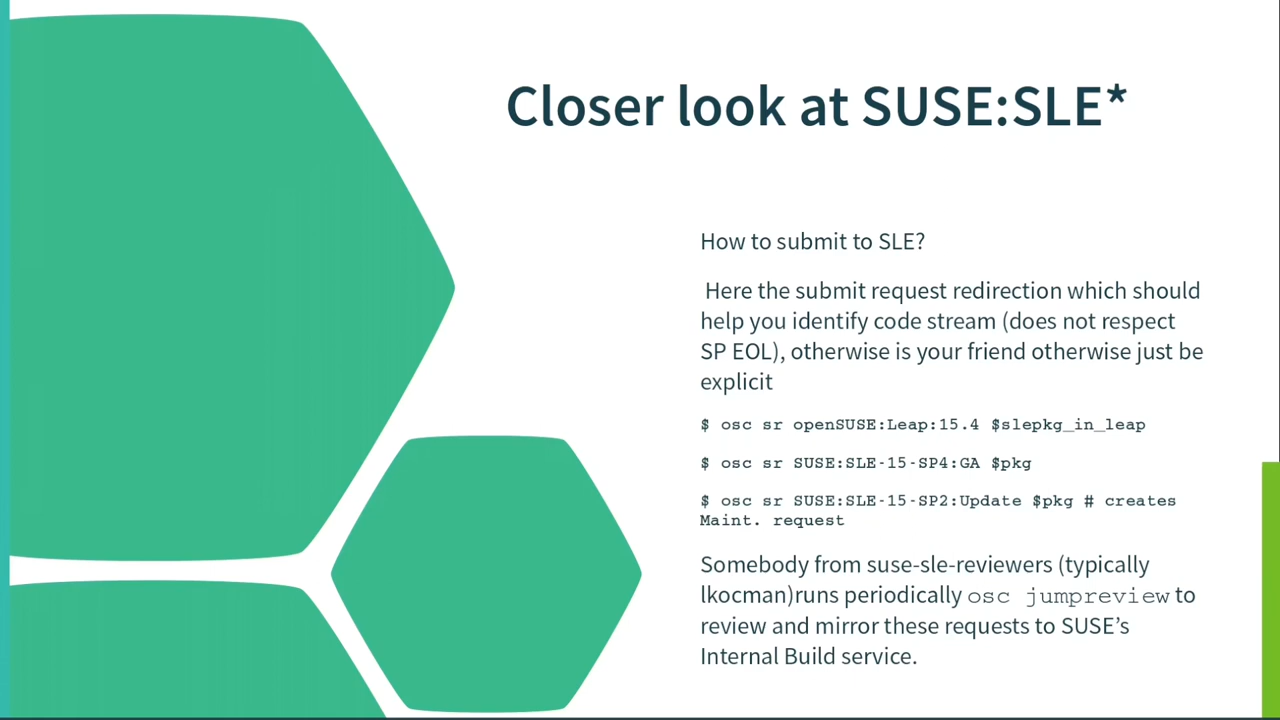 Closer look at SUSE:SLE*
How to submit to SLE?
Here the submit request redirection which should
help you identify code stream (does not respect
SP EOL), otherwise is your friend otherwise just be
explicit
$ osc sr openSUSE:Leap:15.4 $slepkg_in_leap
$ osc sr SUSE:SLE-15-SP4:GA $pkg
$ osc sr SUSE:SLE-15-SP2:Update $pkg # creates
Maint. request
Somebody from suse-sle-reviewers (typically
lkocman)runs periodically osc jumpreview to
review and mirror these requests to SUSE’s
Internal Build service.